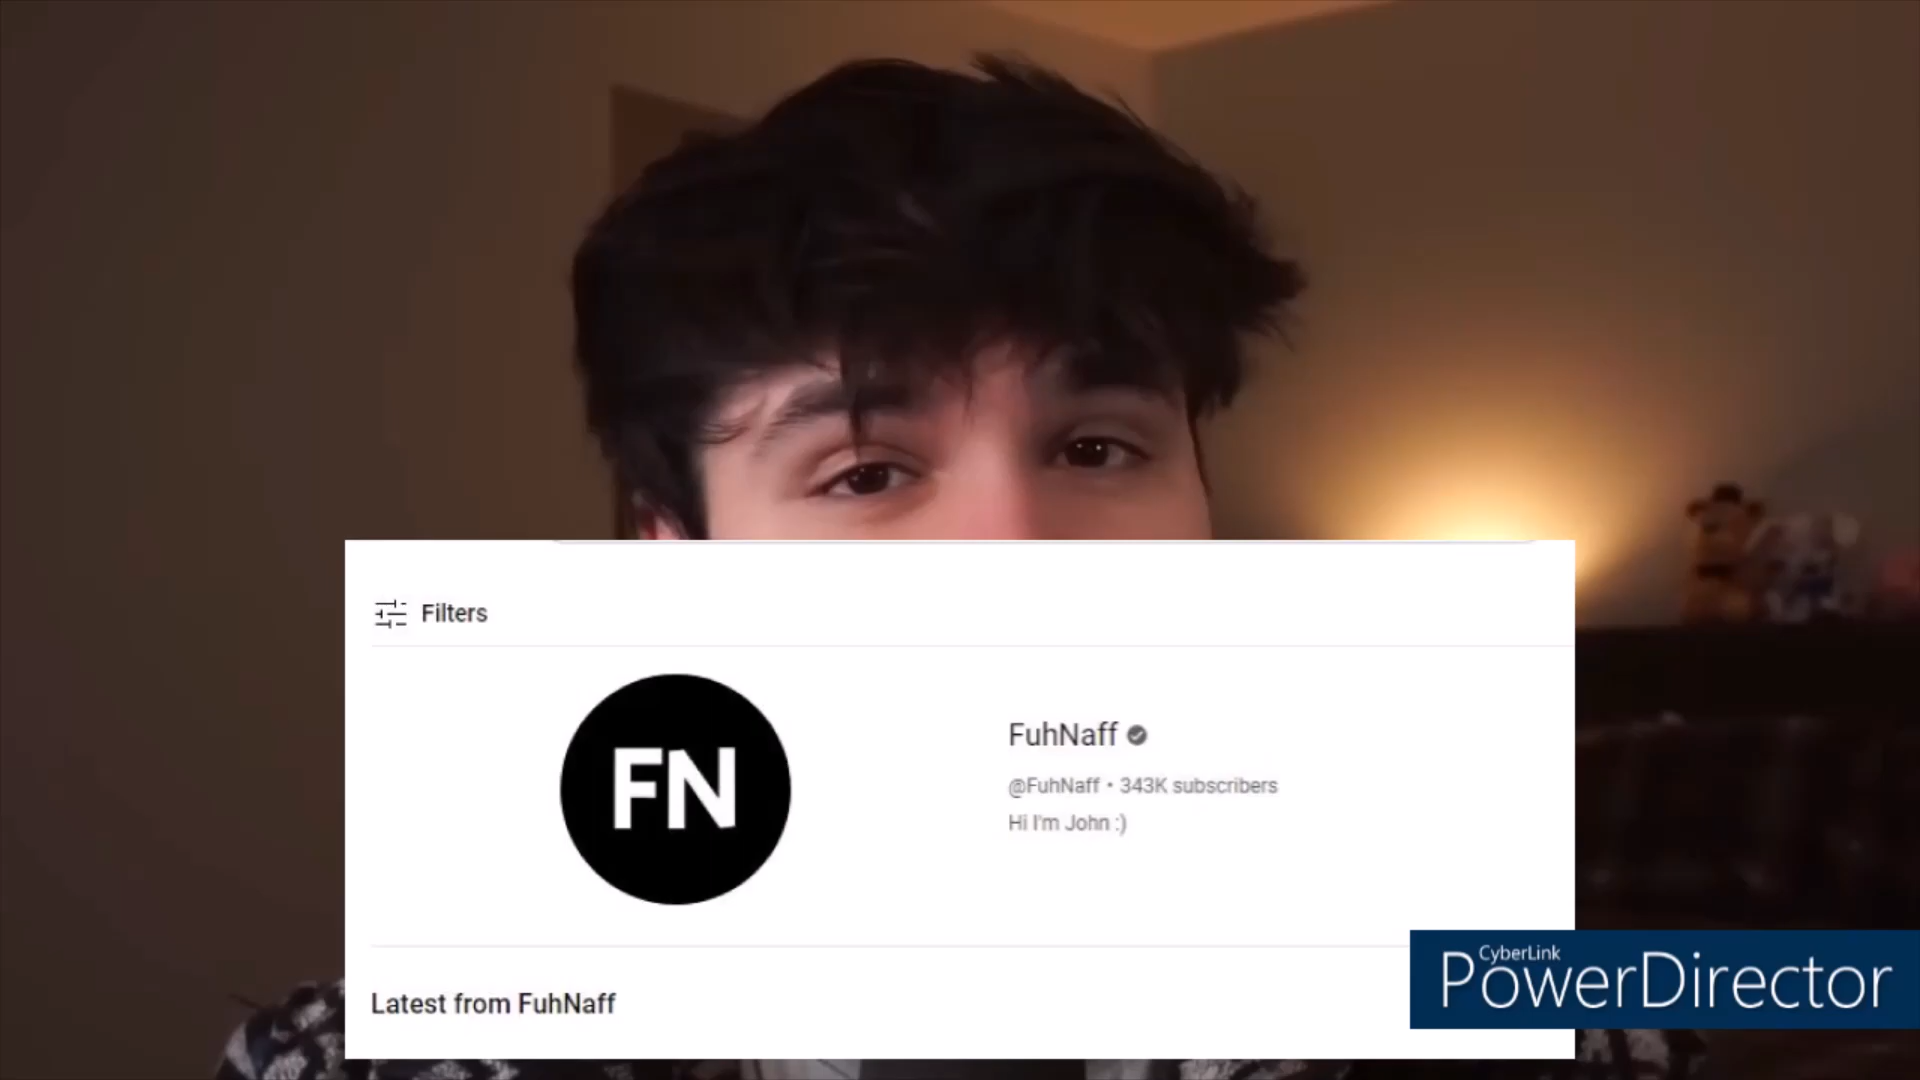 Filters
FN
FuhNaff
@FuhNaff • 343K subscribers
Hi I'm John :)
Latest from FuhNaff
CyberLink
PowerDirector